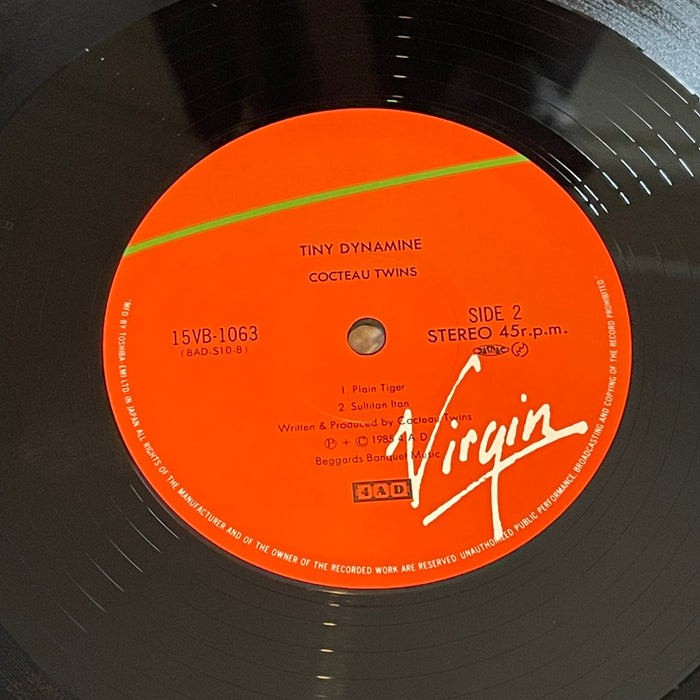 TINY DYNAMINE
COCTEAU TWINS
15VB-1063
(BAD-S10-B)
SIDE 2
STEREO 45r.p.m.
1. Plain Tiger
2. Sultitan Itan
Written & Produced by Cocteau Twins
Ⓟ + © 1985 4.A.D.
Beggards Banquet Music
4AD
Virgin
"MFD BY TOSHIBA EMI LTD. IN JAPAN ALL RIGHTS OF THE MANUFACTURER AND OF THE OWNER OF THE RECORDED WORK ARE RESERVED. UNAUTHORIZED PUBLIC PERFORMANCE, BROADCASTING AND COPYING OF THE RECORD PROHIBITED."